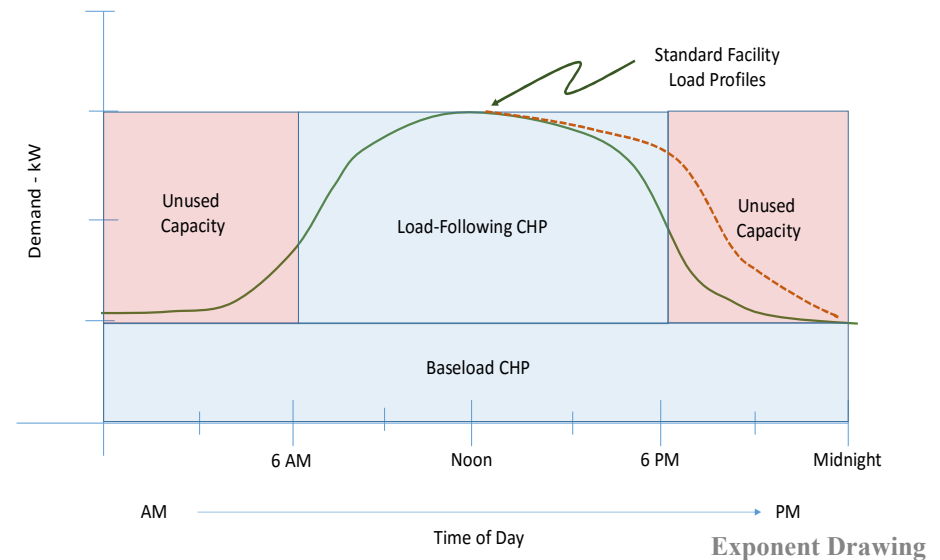 Standard Facility
Load Profiles
Demand - kW
Unused
Capacity
Load-Following CHP
Unused
Capacity
Baseload CHP
6 AM
Noon
6 PM
Midnight
AM
PM
Time of Day
Exponent Drawing